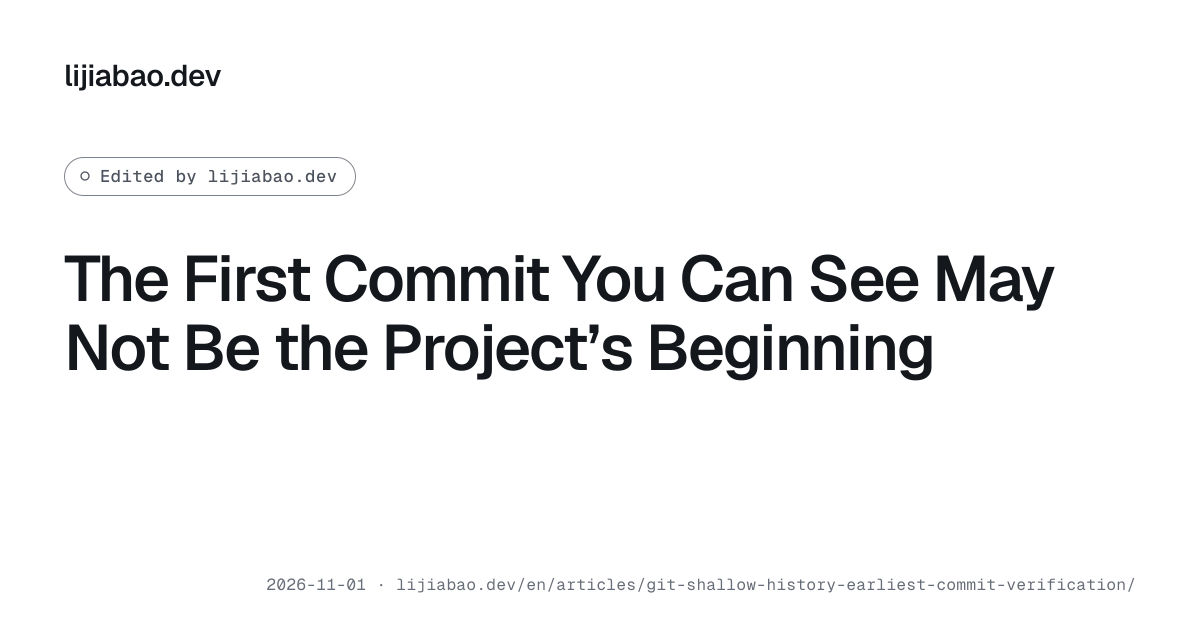 lijiabao.dev
Edited by lijiabao.dev
The First Commit You Can See May
Not Be the Project’s Beginning
2026-11-01 · lijiabao.dev/en/articles/git-shallow-history-earliest-commit-verification/